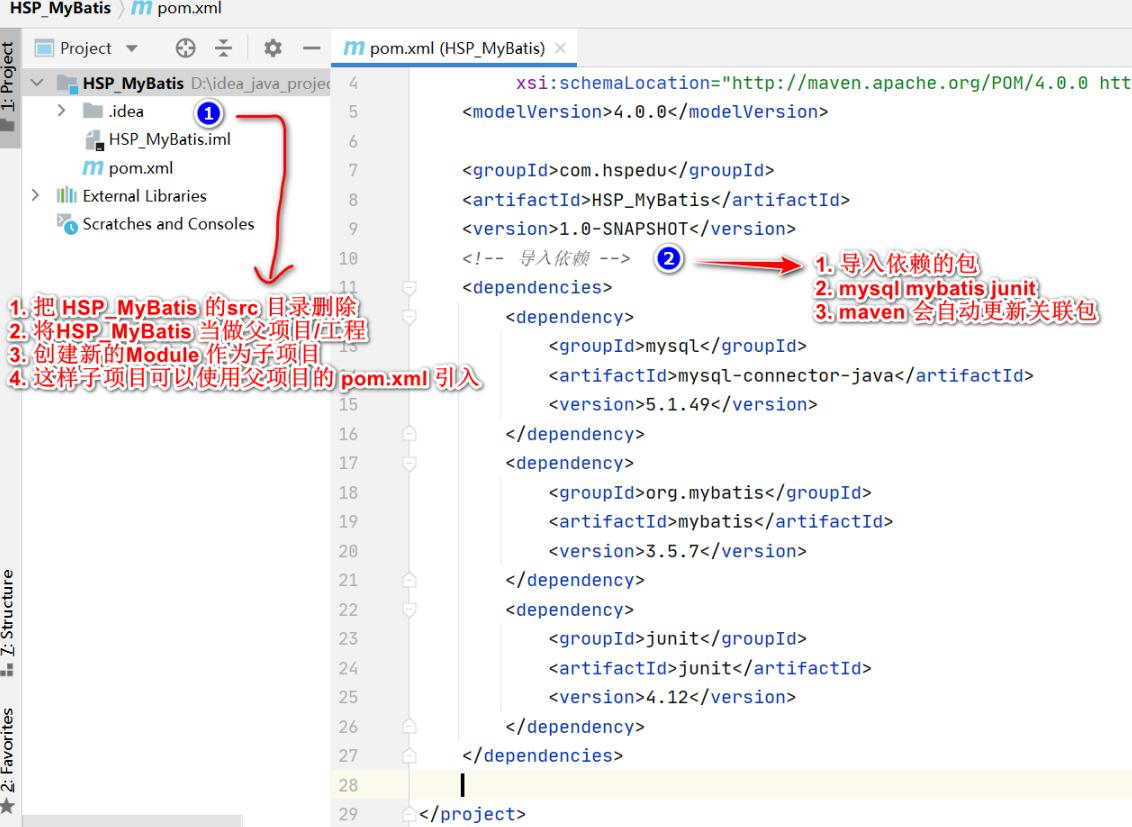 HSP_MyBatis pom.xml
Project
pom.xml (HSP_MyBatis)
1: Project
HSP_MyBatis D:\idea_java_projec
.idea
1
HSP_MyBatis.iml
pom.xml
External Libraries
Scratches and Consoles
1. 把 HSP_MyBatis 的src 目录删除
2. 将HSP_MyBatis 当做父项目/工程
3. 创建新的Module 作为子项目
4. 这样子项目可以使用父项目的 pom.xml 引入
7: Structure
2: Favorites
4 xsi:schemaLocation="http://maven.apache.org/POM/4.0.0 htt
5 <modelVersion>4.0.0</modelVersion>
6
7 <groupId>com.hspedu</groupId>
8 <artifactId>HSP_MyBatis</artifactId>
9 <version>1.0-SNAPSHOT</version>
10 <!-- 导入依赖 -->
2
1. 导入依赖的包
2. mysql mybatis junit
3. maven 会自动更新关联包
11 <dependencies>
<dependency>
<groupId>mysql</groupId>
<artifactId>mysql-connector-java</artifactId>
15 <version>5.1.49</version>
16 </dependency>
17 <dependency>
18 <groupId>org.mybatis</groupId>
19 <artifactId>mybatis</artifactId>
20 <version>3.5.7</version>
21 </dependency>
22 <dependency>
23 <groupId>junit</groupId>
24 <artifactId>junit</artifactId>
25 <version>4.12</version>
26 </dependency>
27 </dependencies>
28
29 </project>